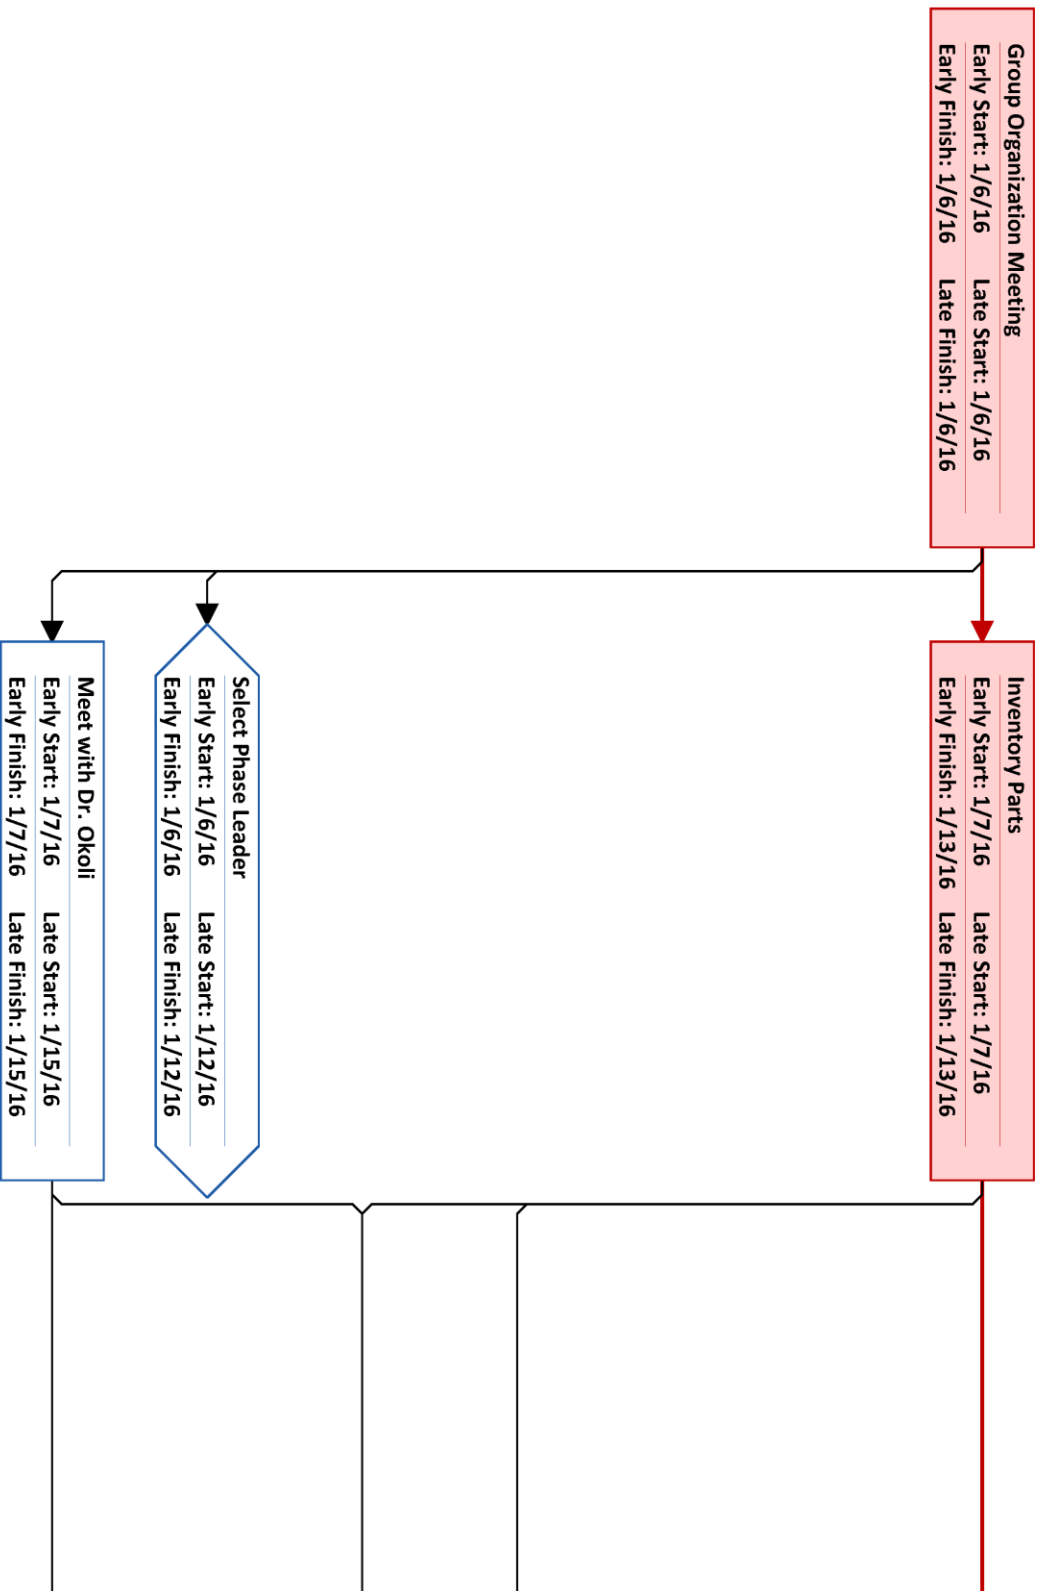 Group Organization Meeting
Early Start: 1/6/16 Late Start: 1/6/16
Early Finish: 1/6/16 Late Finish: 1/6/16
Inventory Parts
Early Start: 1/7/16 Late Start: 1/7/16
Early Finish: 1/13/16 Late Finish: 1/13/16
Select Phase Leader
Early Start: 1/6/16 Late Start: 1/12/16
Early Finish: 1/6/16 Late Finish: 1/12/16
Meet with Dr. Okoli
Early Start: 1/7/16 Late Start: 1/15/16
Early Finish: 1/7/16 Late Finish: 1/15/16